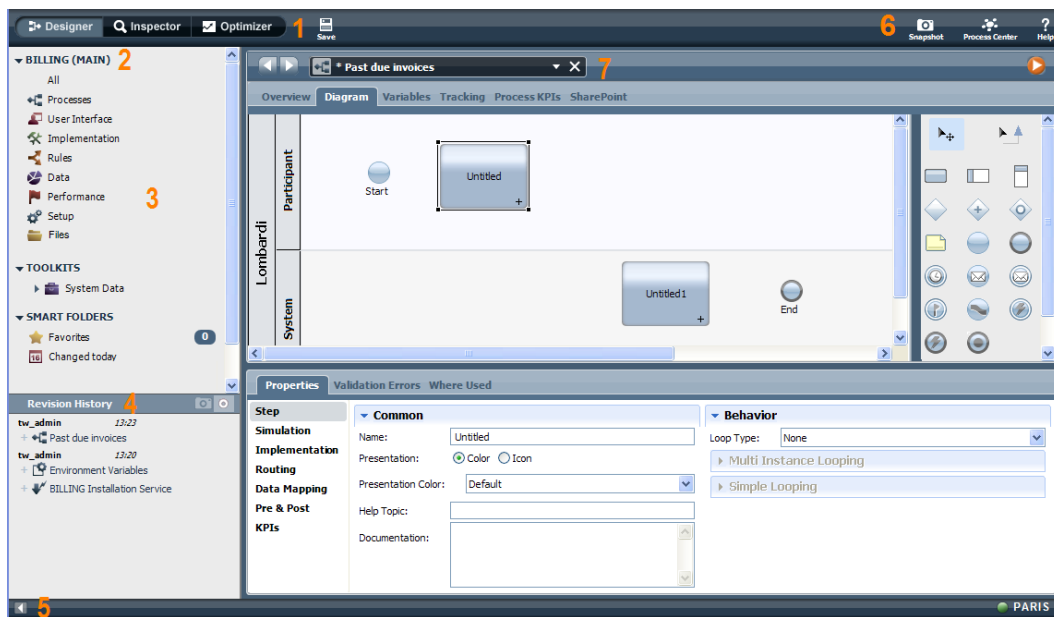 Designer Inspector Optimizer 1 Save 6 Snapshot Process Center Help
BILLING (MAIN) 2
All
Processes
User Interface
Implementation
Rules
Data
Performance
3
Setup
Files
TOOLKITS
System Data
SMART FOLDERS
Favorites 0
16 Changed today
Revision History 4
tw_admin 13:23
+ Past due invoices
tw_admin 13:20
+ Environment Variables
+ BILLING Installation Service
* Past due invoices 7
Overview Diagram Variables Tracking Process KPIs SharePoint
Lombardi
Participant
Start
Untitled
+
System
Untitled1
+
End
Properties Validation Errors Where Used
Step
Simulation
Implementation
Routing
Data Mapping
Pre & Post
KPIs
Common
Name: Untitled
Presentation: Color Icon
Presentation Color: Default
Help Topic:
Documentation:
Behavior
Loop Type: None
Multi Instance Looping
Simple Looping
5 PARIS